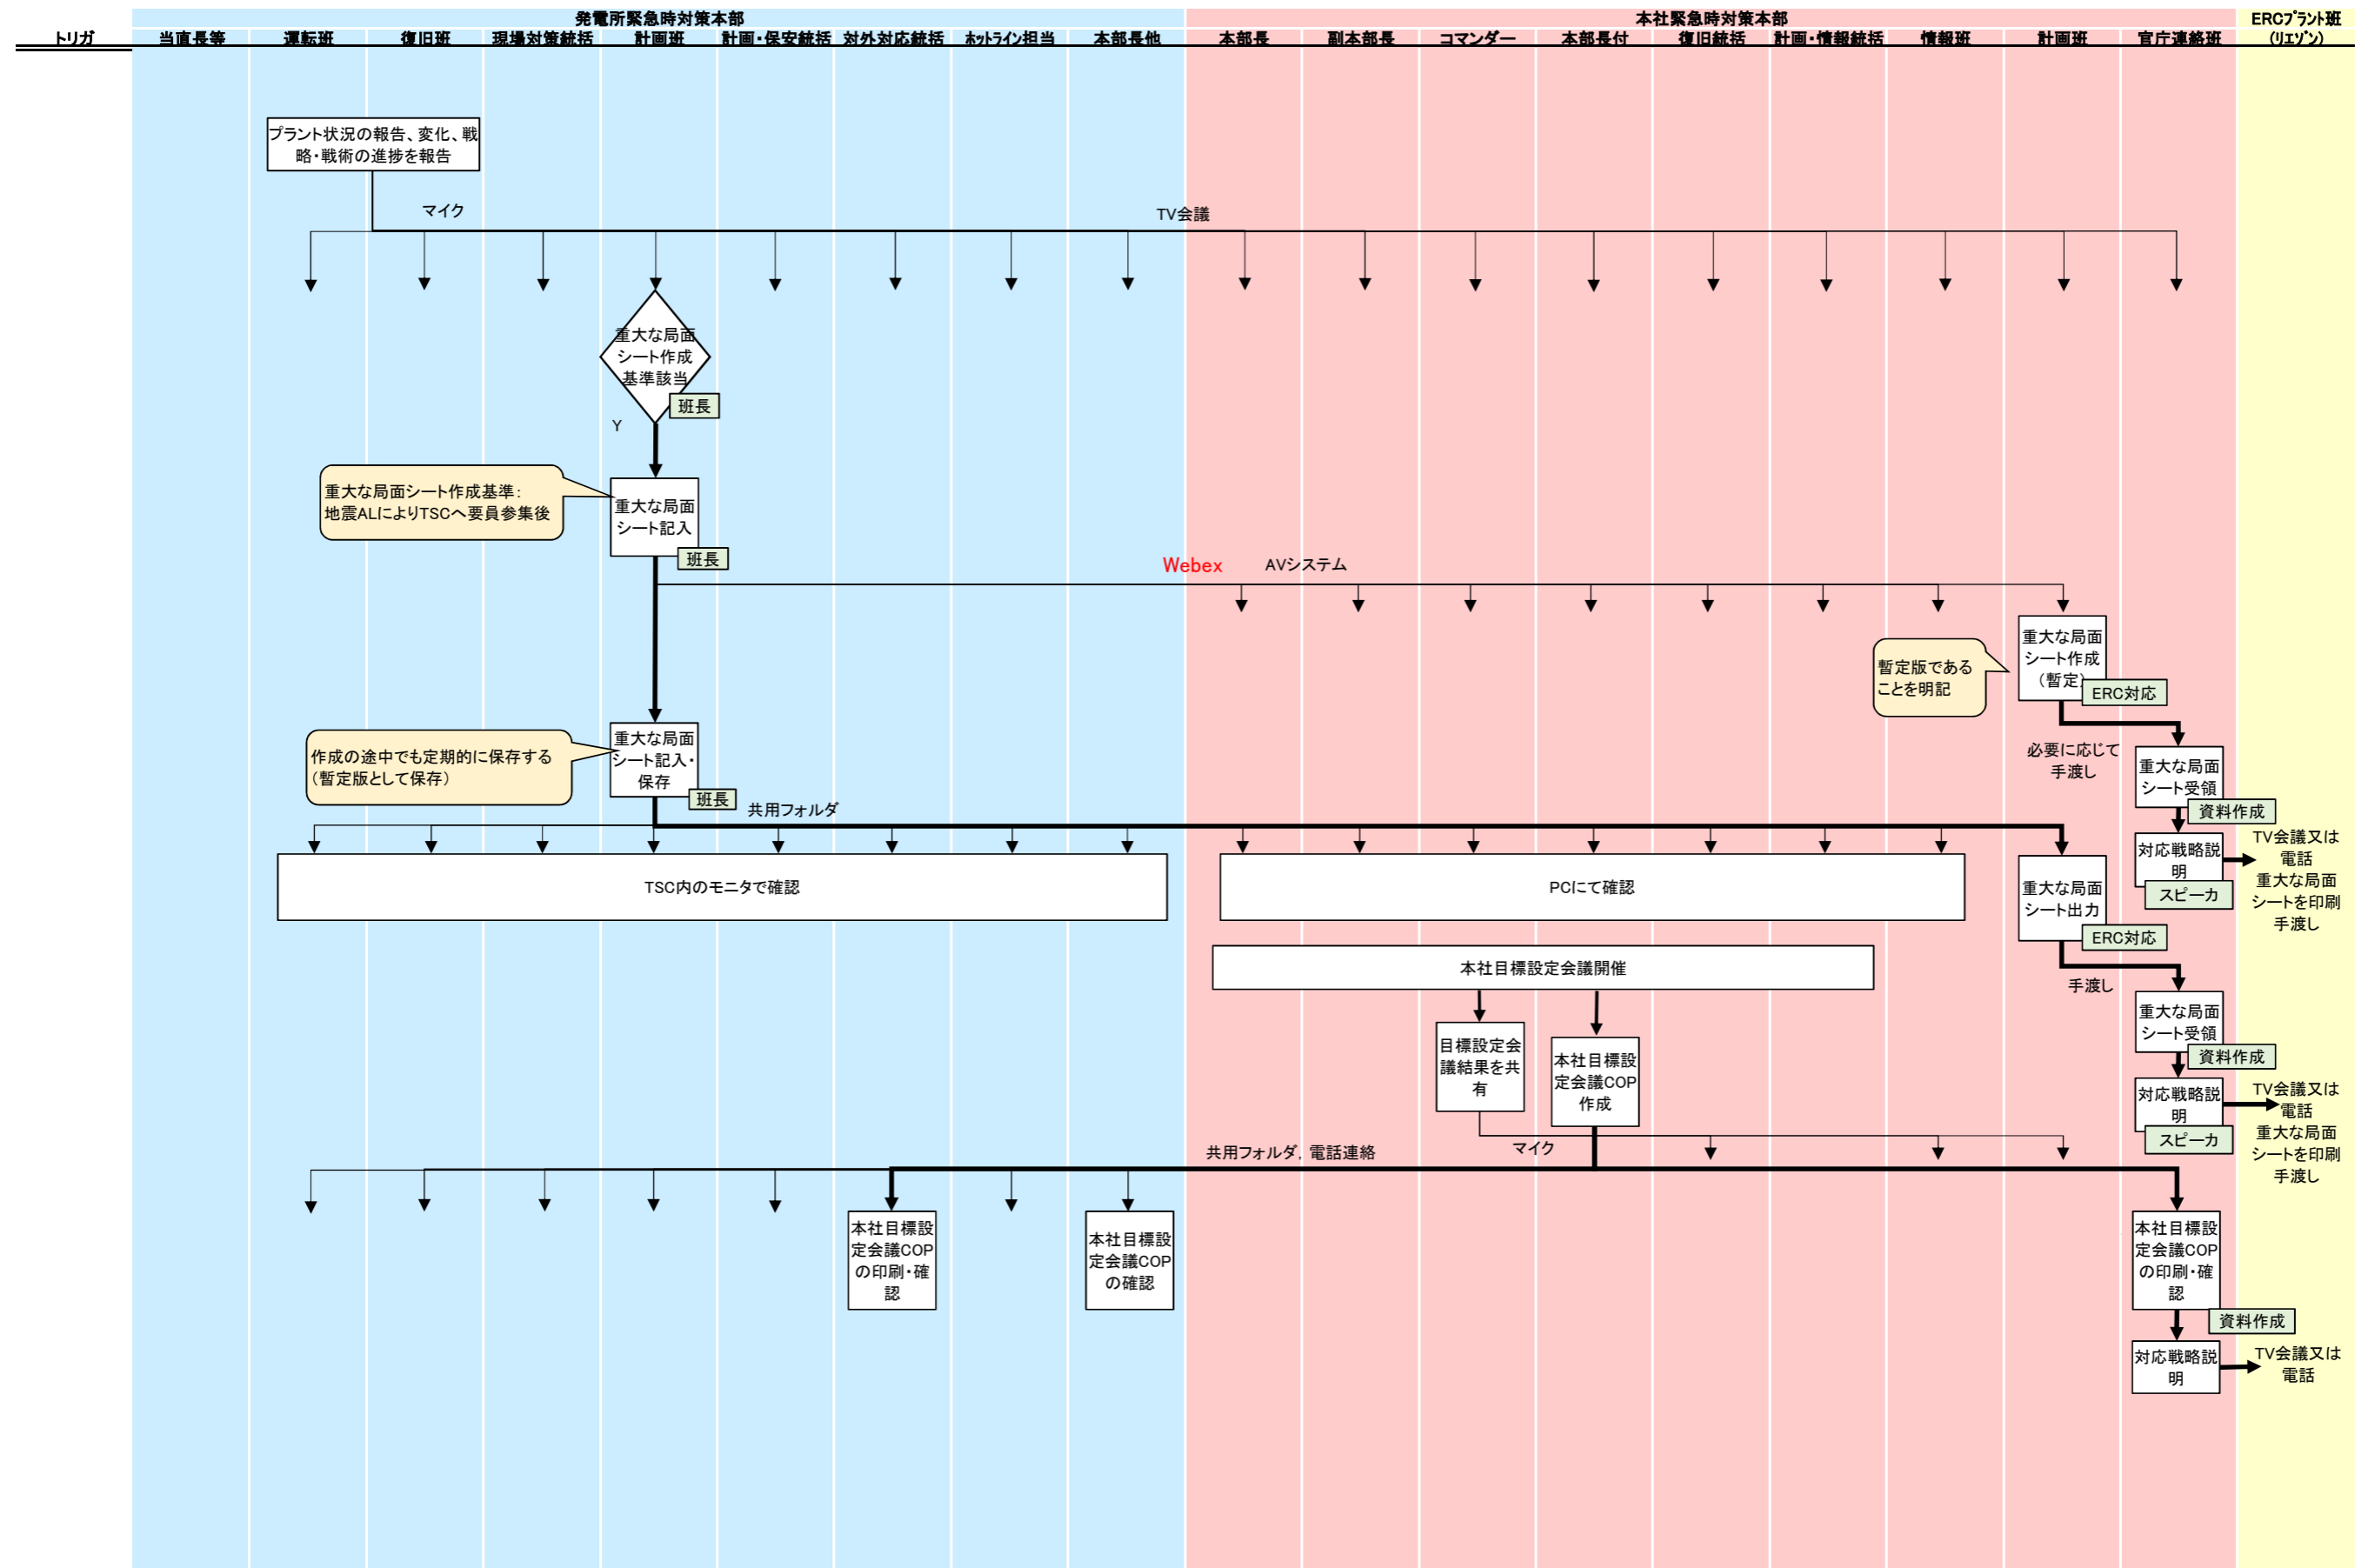 発電所緊急時対策本部
本社緊急時対策本部
ERCﾌﾟﾗﾝﾄ班
(ﾘｴｿﾞﾝ)
トリガ
当直長等
運転班
復旧班
現場対策統括
計画班
計画・保安統括
対外対応統括
ﾎｯﾄﾗｲﾝ担当
本部長他
本部長
副本部長
コマンダー
本部長付
復旧統括
計画・情報統括
情報班
計画班
官庁連絡班
プラント状況の報告、変化、戦
略・戦術の進捗を報告
マイク
TV会議
重大な局面
シート作成
基準該当
班長
Y
重大な局面シート作成基準：
地震ALによりTSCへ要員参集後
重大な局面
シート記入
班長
Webex
AVシステム
重大な局面
シート作成
（暫定）
ERC対応
暫定版である
ことを明記
必要に応じて
手渡し
重大な局面
シート受領
資料作成
作成の途中でも定期的に保存する
（暫定版として保存）
重大な局面
シート記入・
保存
班長
共用フォルダ
TSC内のモニタで確認
PCにて確認
重大な局面
シート出力
ERC対応
対応戦略説
明
スピーカ
TV会議又は
電話
重大な局面
シートを印刷
手渡し
本社目標設定会議開催
手渡し
重大な局面
シート受領
資料作成
目標設定会
議結果を共
有
本社目標設
定会議COP
作成
対応戦略説
明
スピーカ
TV会議又は
電話
重大な局面
シートを印刷
手渡し
共用フォルダ，電話連絡
マイク
本社目標設
定会議COP
の印刷・確
認
本社目標設
定会議COP
の確認
本社目標設
定会議COP
の印刷・確
認
資料作成
対応戦略説
明
TV会議又は
電話